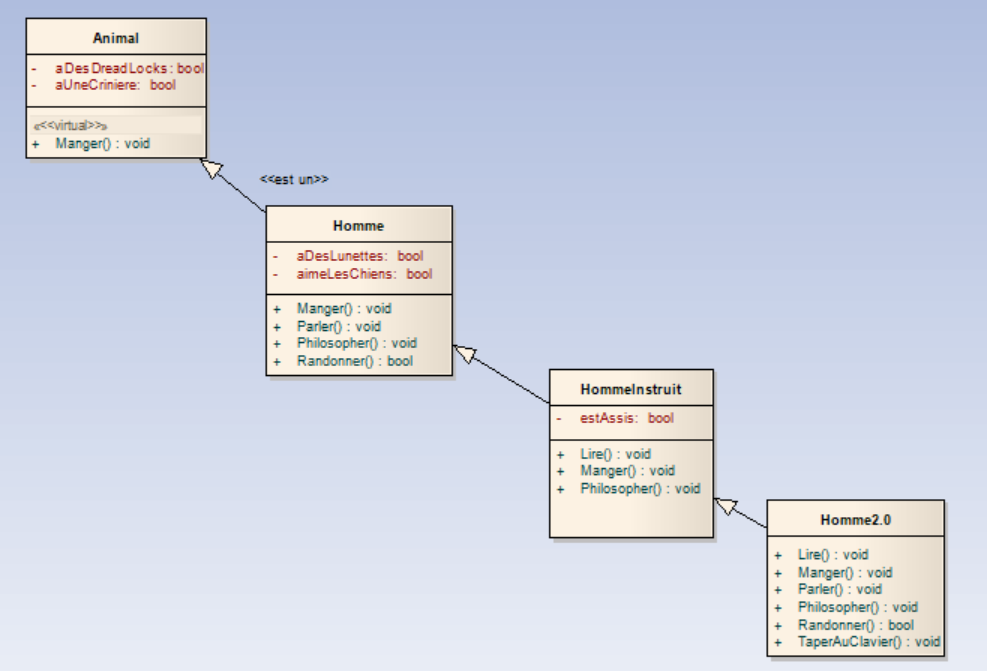 Animal
- aDesDreadLocks: bool
- aUneCriniere: bool
«<<virtual>>»
+ Manger() : void
<<est un>>
Homme
- aDesLunettes: bool
- aimeLesChiens: bool
+ Manger() : void
+ Parler() : void
+ Philosopher() : void
+ Randonner() : bool
HommeInstruit
- estAssis: bool
+ Lire() : void
+ Manger() : void
+ Philosopher() : void
Homme2.0
+ Lire() : void
+ Manger() : void
+ Parler() : void
+ Philosopher() : void
+ Randonner() : bool
+ TaperAuClavier() : void